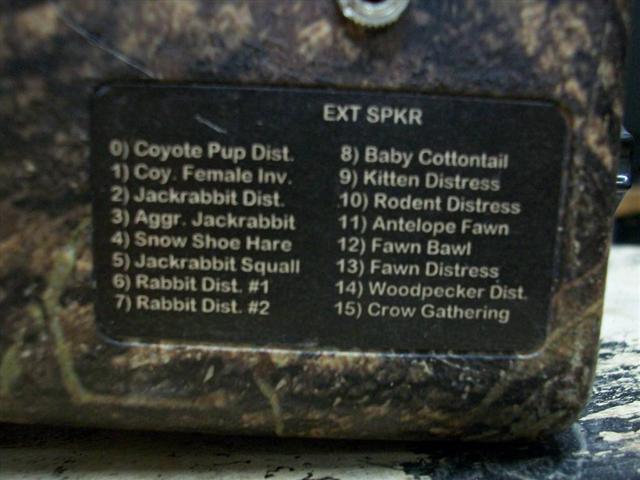 EXT SPKR
0) Coyote Pup Dist.
1) Coy. Female Inv.
2) Jackrabbit Dist.
3) Aggr. Jackrabbit
4) Snow Shoe Hare
5) Jackrabbit Squall
6) Rabbit Dist. #1
7) Rabbit Dist. #2
8) Baby Cottontail
9) Kitten Distress
10) Rodent Distress
11) Antelope Fawn
12) Fawn Bawl
13) Fawn Distress
14) Woodpecker Dist.
15) Crow Gathering